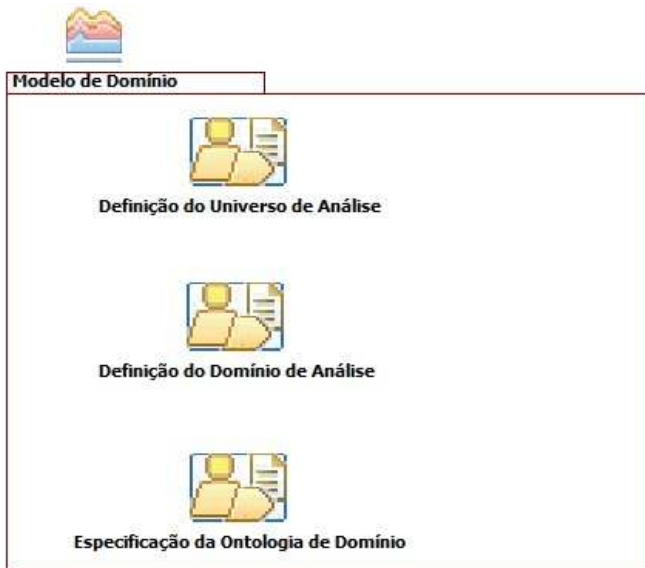 Modelo de Domínio
Definição do Universo de Análise
Definição do Domínio de Análise
Especificação da Ontologia de Domínio